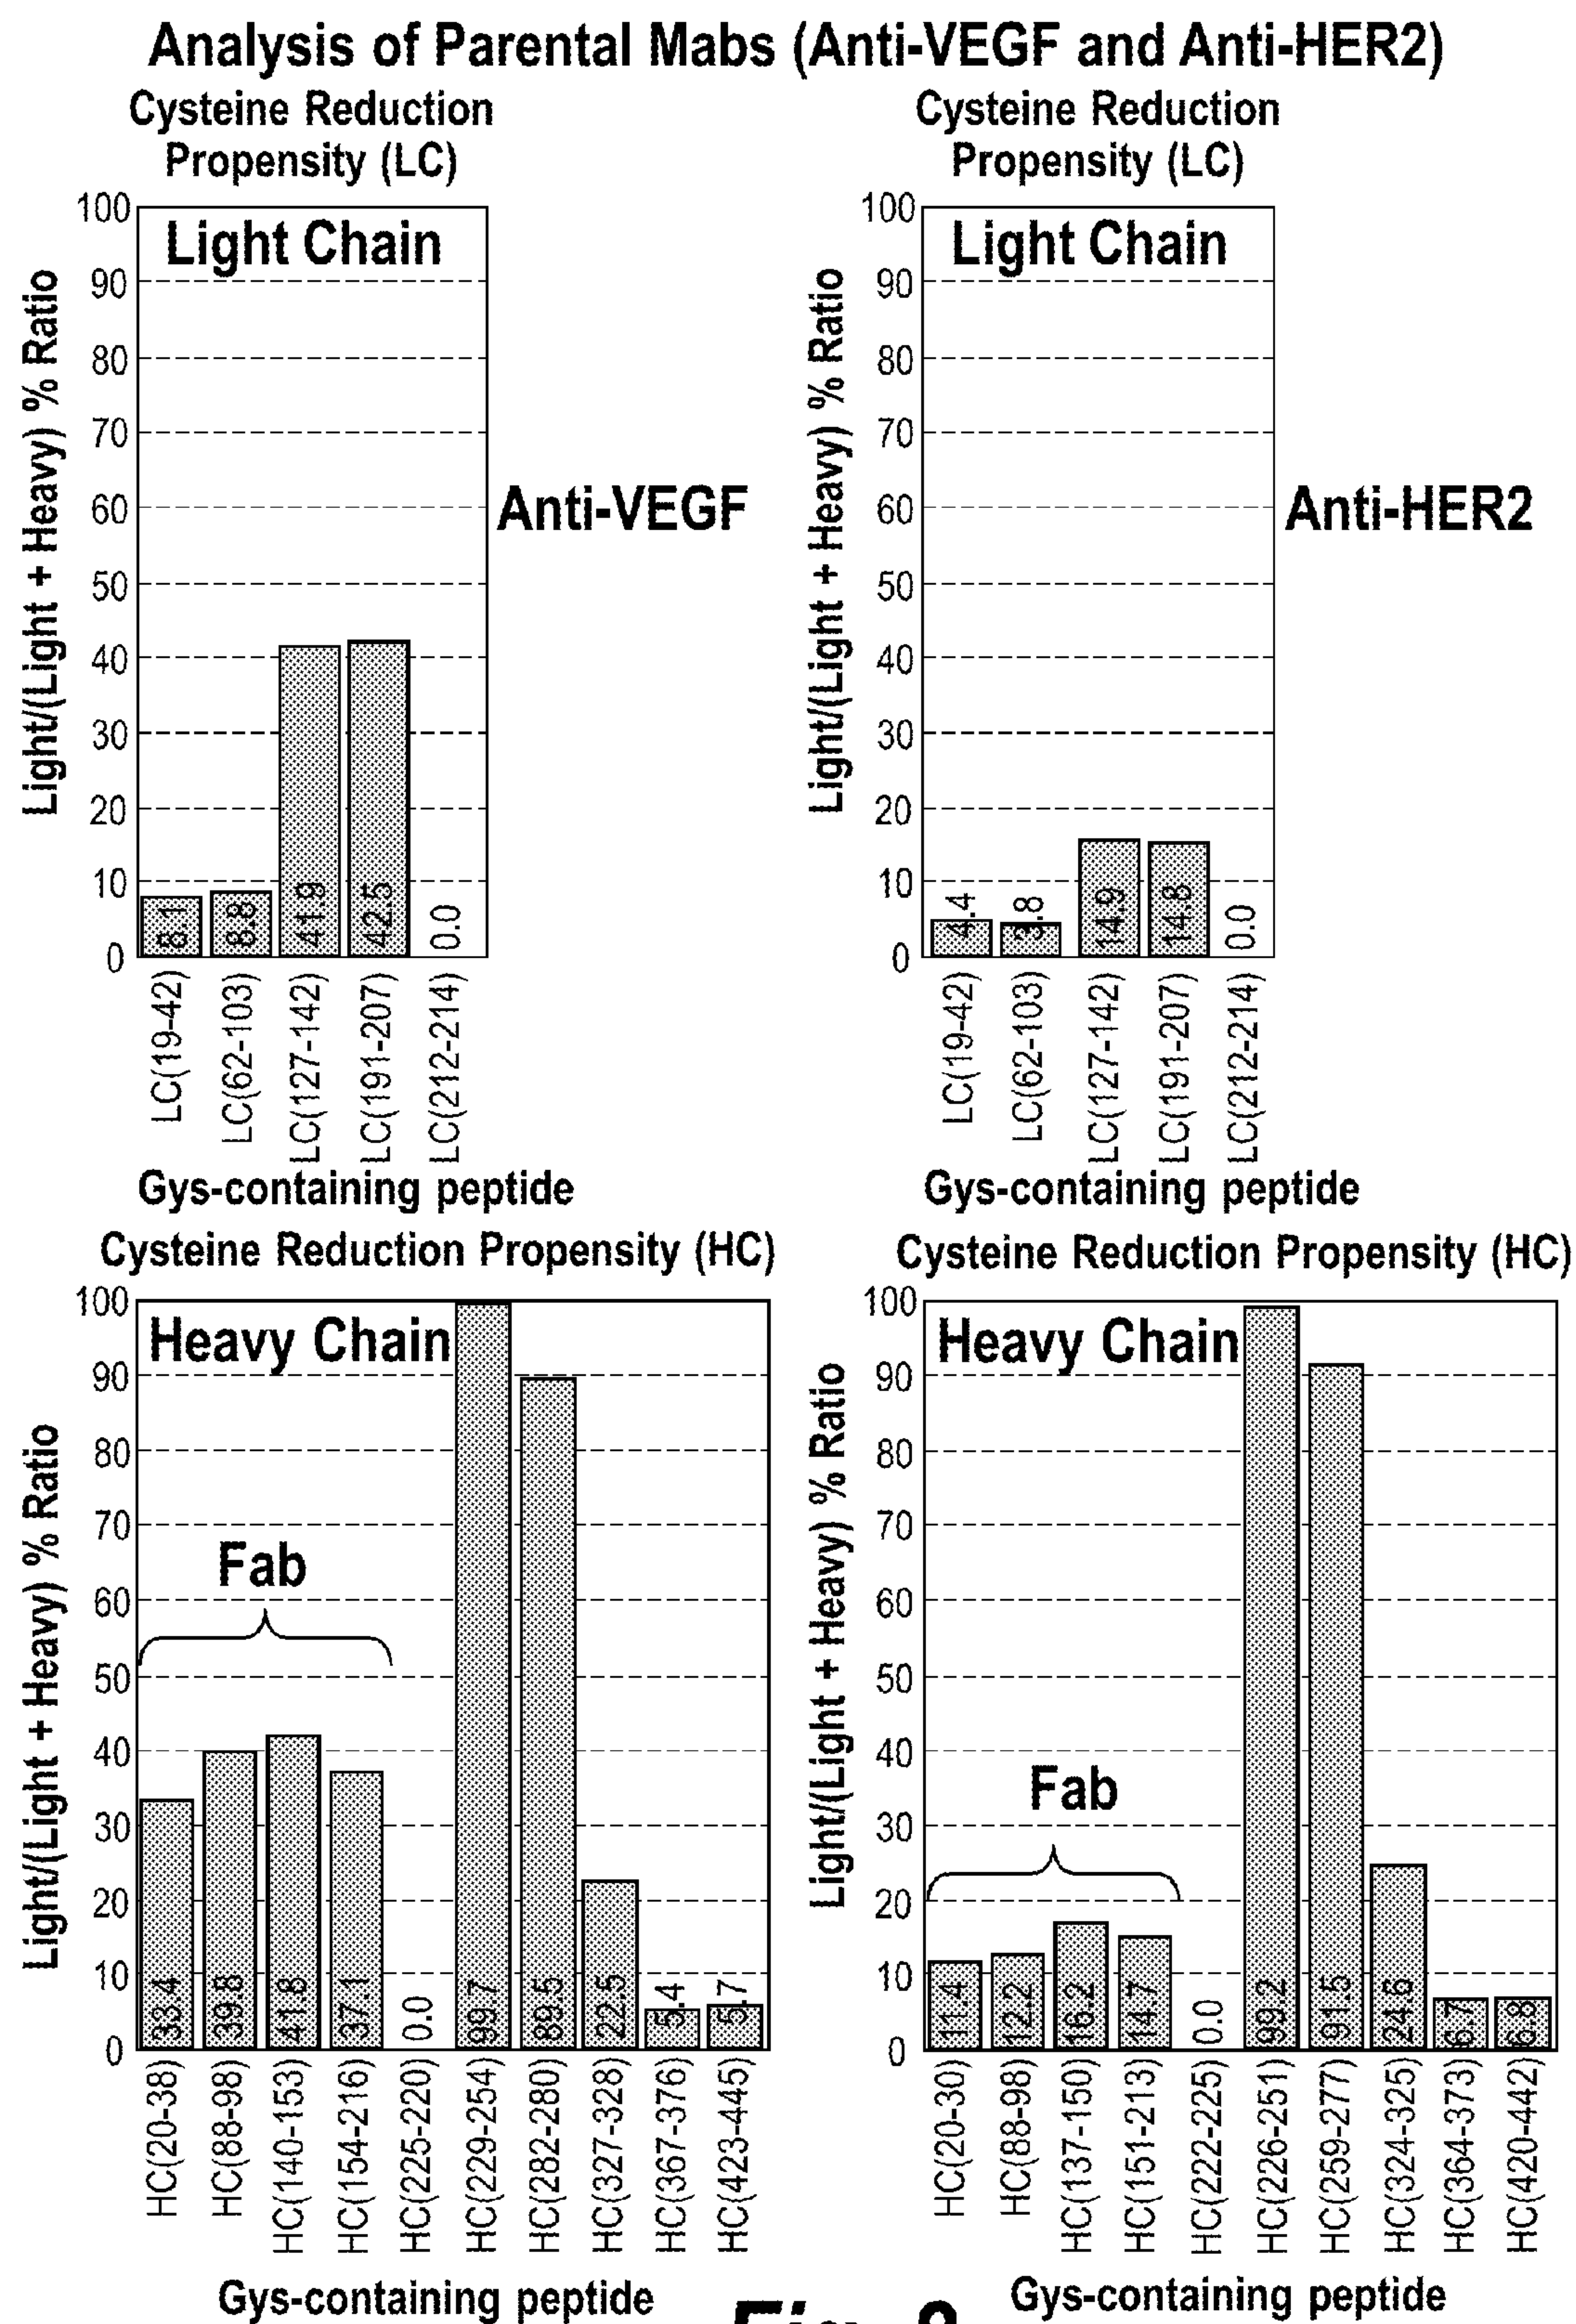 Analysis of Parental Mabs (Anti-VEGF and Anti-HER2)
Cysteine Reduction
Propensity (LC)
Light/(Light + Heavy) % Ratio
100
90
80
70
60
50
40
30
20
10
0
Light Chain
8.1
8.8
41.9
42.5
0.0
Anti-VEGF
LC(19-42)
LC(62-103)
LC(127-142)
LC(191-207)
LC(212-214)
Gys-containing peptide
Cysteine Reduction
Propensity (LC)
Light/(Light + Heavy) % Ratio
100
90
80
70
60
50
40
30
20
10
0
Light Chain
4.4
3.8
14.9
14.8
0.0
Anti-HER2
LC(19-42)
LC(62-103)
LC(127-142)
LC(191-207)
LC(212-214)
Gys-containing peptide
Cysteine Reduction Propensity (HC)
Light/(Light + Heavy) % Ratio
100
90
80
70
60
50
40
30
20
10
0
Heavy Chain
Fab
33.4
39.8
41.8
37.1
0.0
99.7
89.5
22.5
5.4
5.7
HC(20-38)
HC(88-98)
HC(140-153)
HC(154-216)
HC(225-220)
HC(229-254)
HC(282-280)
HC(327-328)
HC(367-376)
HC(423-445)
Gys-containing peptide
Cysteine Reduction Propensity (HC)
Light/(Light + Heavy) % Ratio
100
90
80
70
60
50
40
30
20
10
0
Heavy Chain
Fab
11.4
12.2
16.2
14.7
0.0
99.2
91.5
24.6
6.7
6.8
HC(20-30)
HC(88-98)
HC(137-150)
HC(151-213)
HC(222-225)
HC(226-251)
HC(259-277)
HC(324-325)
HC(364-373)
HC(420-442)
Gys-containing peptide